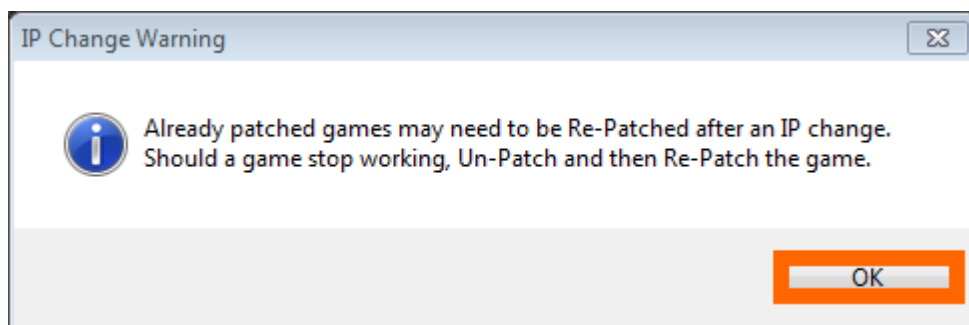 IP Change Warning
Already patched games may need to be Re-Patched after an IP change.
Should a game stop working, Un-Patch and then Re-Patch the game.
OK